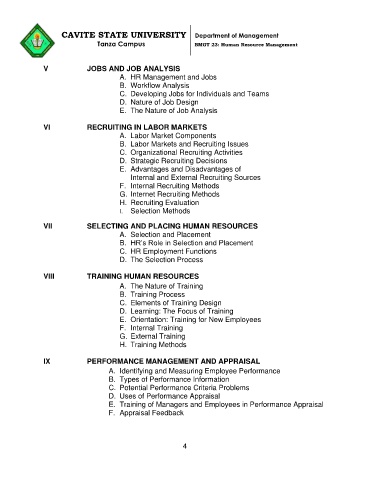 CAVITE STATE UNIVERSITY
Tanza Campus
Department of Management
BMGT 23: Human Resource Management
V JOBS AND JOB ANALYSIS
A. HR Management and Jobs
B. Workflow Analysis
C. Developing Jobs for Individuals and Teams
D. Nature of Job Design
E. The Nature of Job Analysis
VI RECRUITING IN LABOR MARKETS
A. Labor Market Components
B. Labor Markets and Recruiting Issues
C. Organizational Recruiting Activities
D. Strategic Recruiting Decisions
E. Advantages and Disadvantages of
Internal and External Recruiting Sources
F. Internal Recruiting Methods
G. Internet Recruiting Methods
H. Recruiting Evaluation
I. Selection Methods
VII SELECTING AND PLACING HUMAN RESOURCES
A. Selection and Placement
B. HR's Role in Selection and Placement
C. HR Employment Functions
D. The Selection Process
VIII TRAINING HUMAN RESOURCES
A. The Nature of Training
B. Training Process
C. Elements of Training Design
D. Learning: The Focus of Training
E. Orientation: Training for New Employees
F. Internal Training
G. External Training
H. Training Methods
IX PERFORMANCE MANAGEMENT AND APPRAISAL
A. Identifying and Measuring Employee Performance
B. Types of Performance Information
C. Potential Performance Criteria Problems
D. Uses of Performance Appraisal
E. Training of Managers and Employees in Performance Appraisal
F. Appraisal Feedback
4